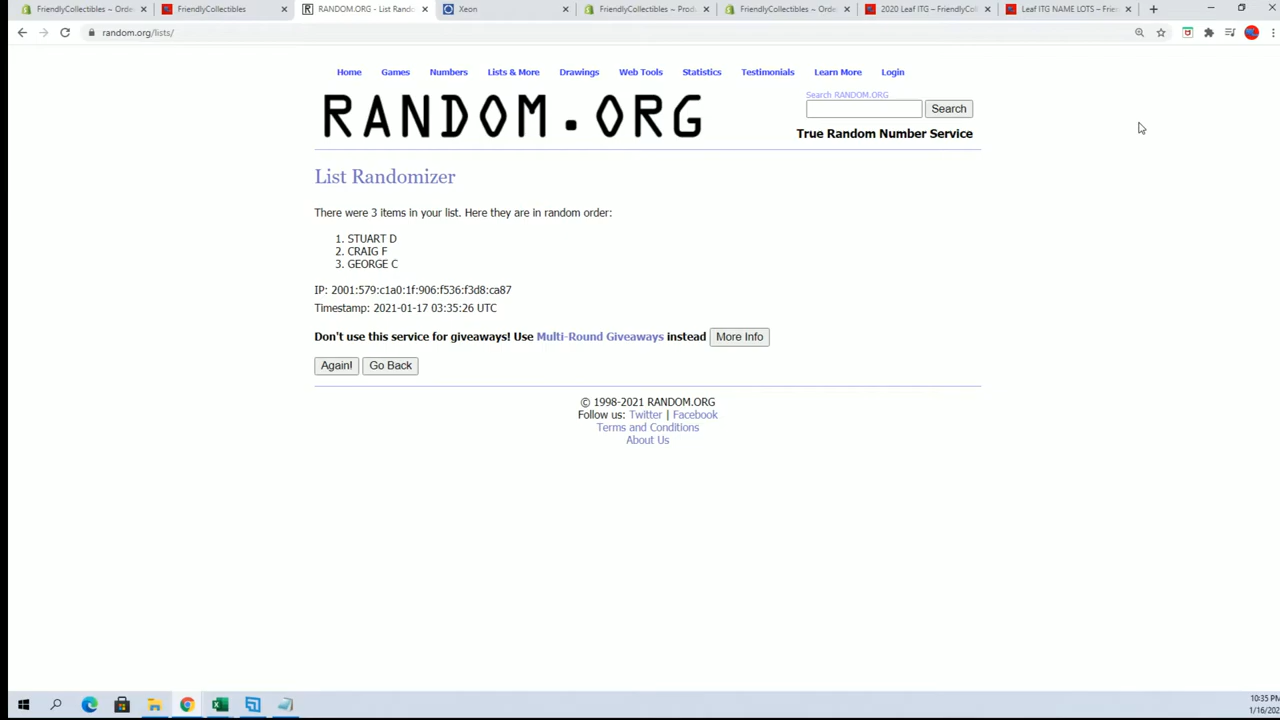 FriendlyCollectibles ~ Orde
FriendlyCollectibles
RANDOM.ORG - List Rando
Xeon
FriendlyCollectibles ~ Prod
FriendlyCollectibles ~ Orde
2020 Leaf ITG – FriendlyCol
Leaf ITG NAME LOTS – Frie
random.org/lists/
Home
Games
Numbers
Lists & More
Drawings
Web Tools
Statistics
Testimonials
Learn More
Login
RANDOM.ORG
Search RANDOM.ORG
Search
True Random Number Service
List Randomizer
There were 3 items in your list. Here they are in random order:
1. STUART D
2. CRAIG F
3. GEORGE C
IP: 2001:579:c1a0:1f:906:f536:f3d8:ca87
Timestamp: 2021-01-17 03:35:26 UTC
Don't use this service for giveaways! Use Multi-Round Giveaways instead More Info
Again! Go Back
© 1998-2021 RANDOM.ORG
Follow us: Twitter | Facebook
Terms and Conditions
About Us
10:35 PM
1/16/202